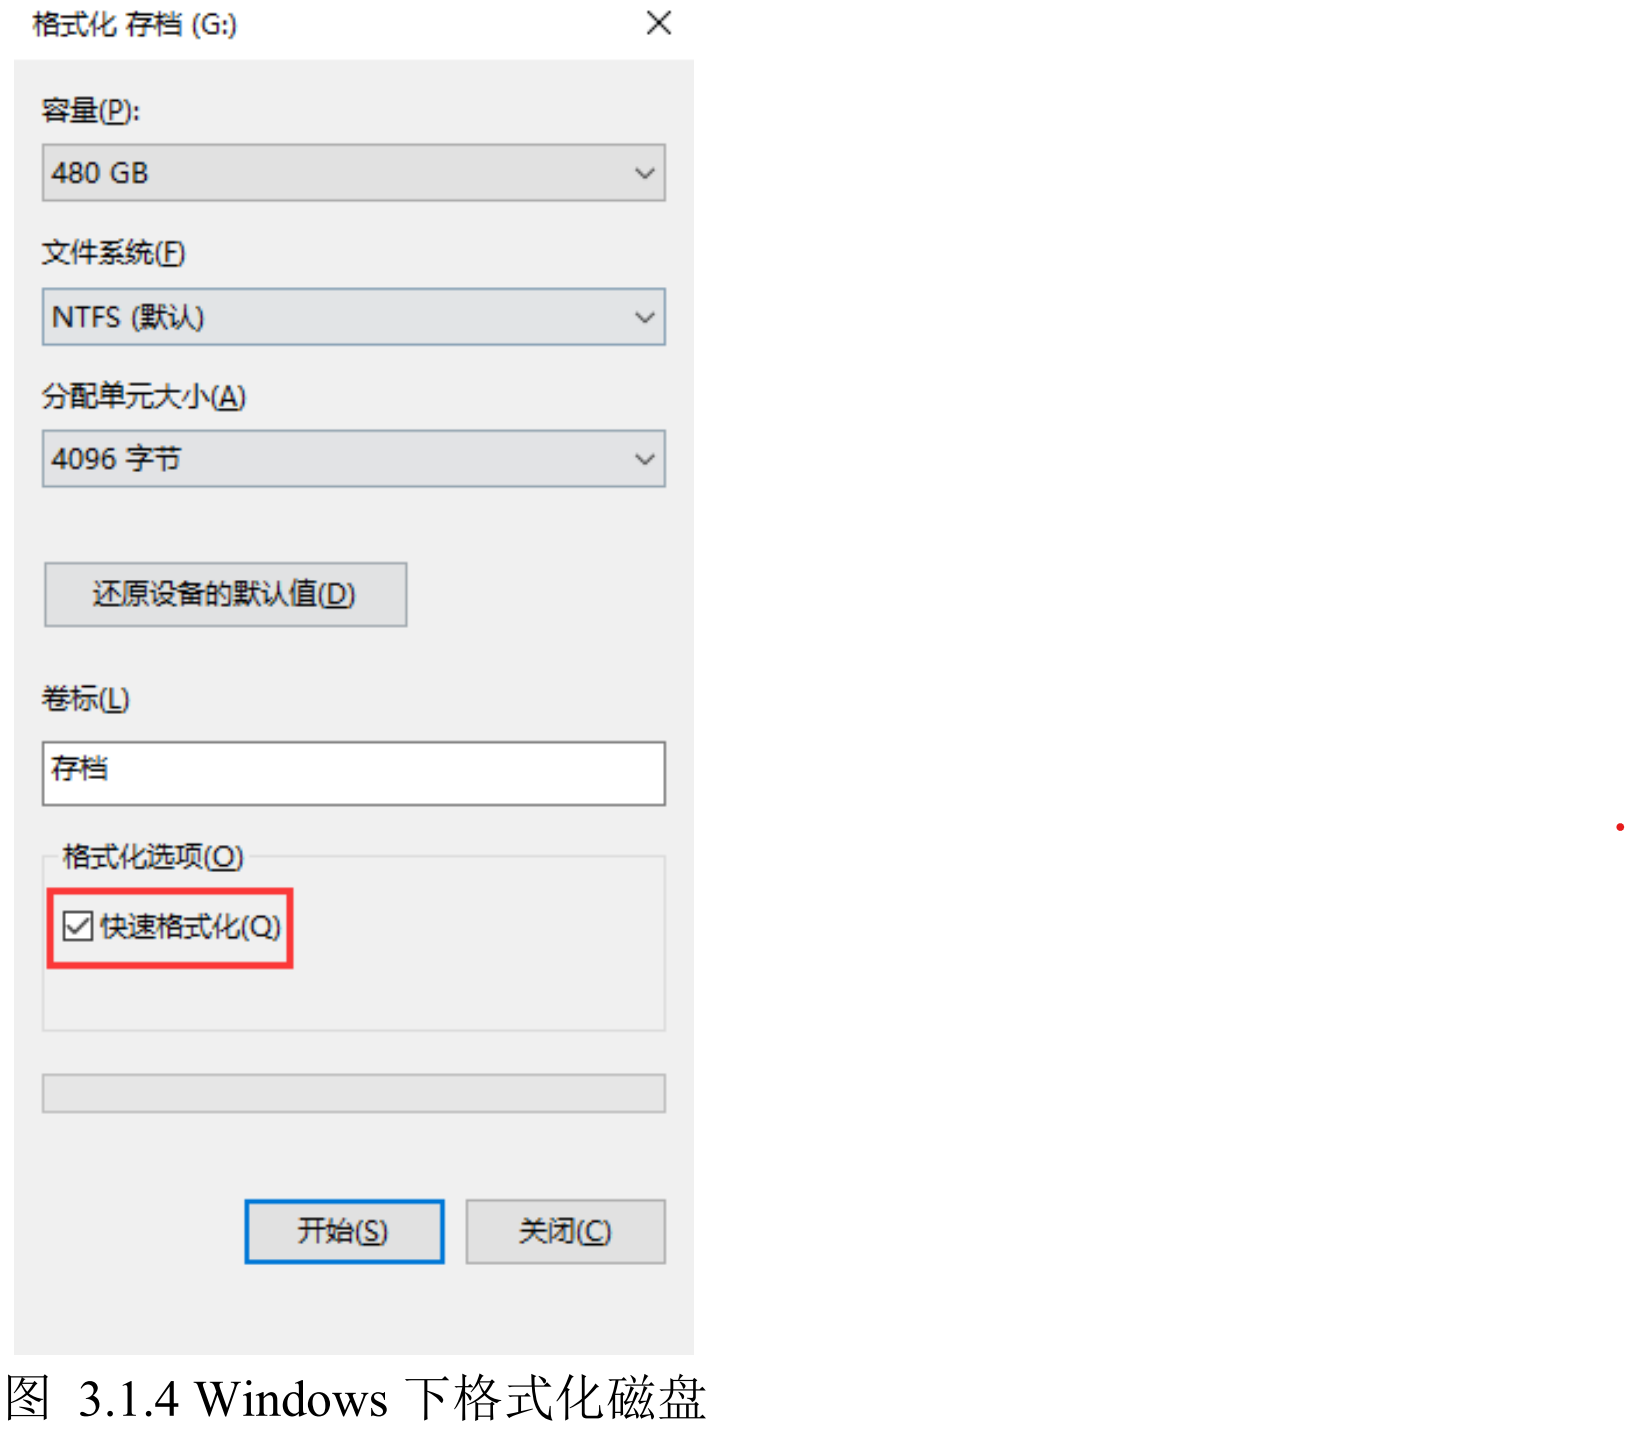 格式化 存档 (G:)
容量(P):
480 GB
文件系统(F)
NTFS (默认)
分配单元大小(A)
4096 字节
还原设备的默认值(D)
卷标(L)
存档
格式化选项(O)
快速格式化(Q)
开始(S) 关闭(C)
图 3.1.4 Windows 下格式化磁盘